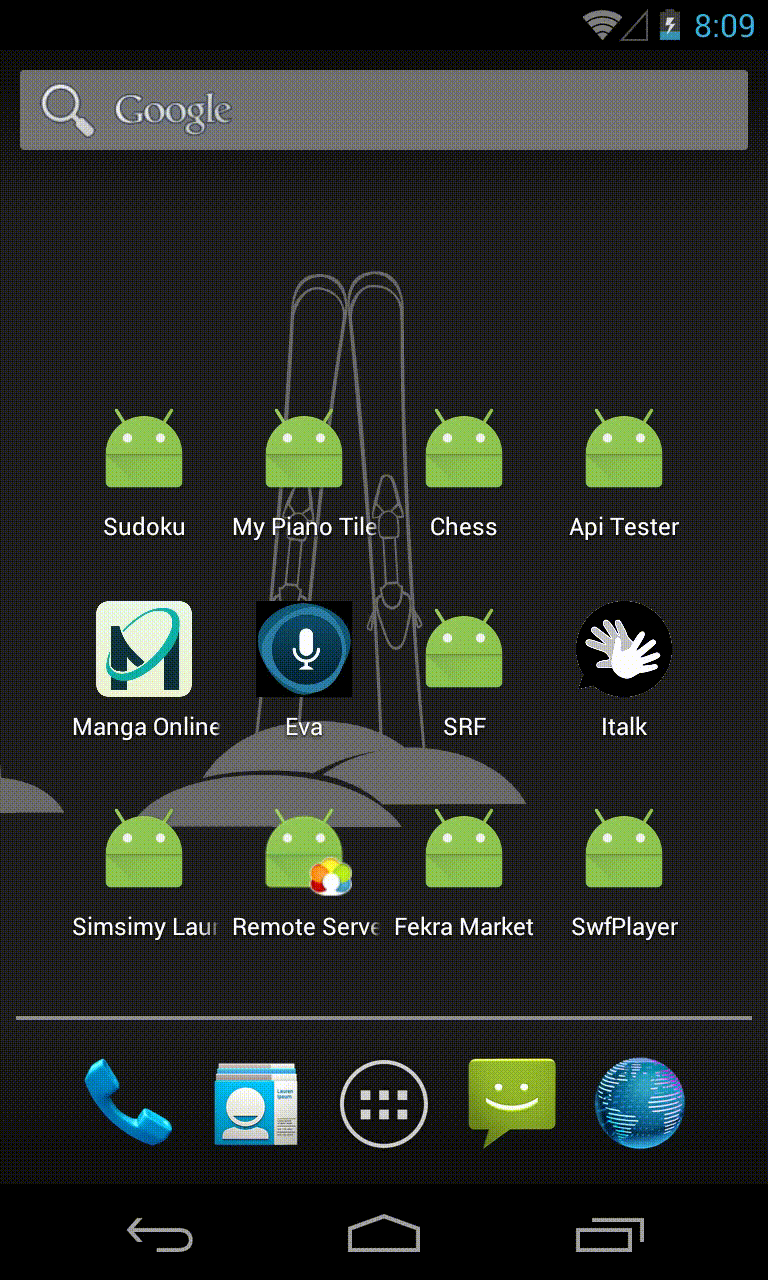 8:09
Google
Sudoku
My Piano Tile
Chess
Api Tester
Manga Online
Eva
SRF
Italk
Simsimy Lau
Remote Serve
Fekra Market
SwfPlayer